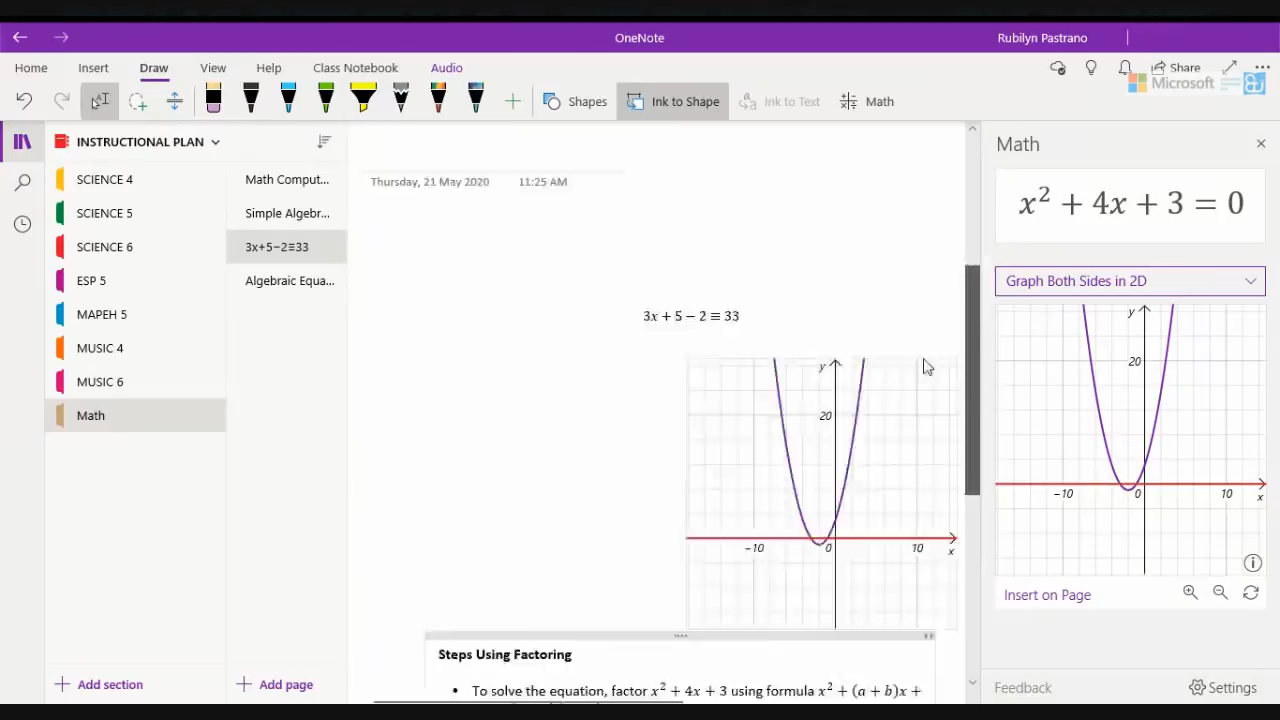 OneNote
Rubilyn Pastrano
Home Insert Draw View Help Class Notebook Audio
Share
Microsoft
Shapes Ink to Shape Ink to Text Math
INSTRUCTIONAL PLAN
SCIENCE 4
SCIENCE 5
SCIENCE 6
ESP 5
MAPEH 5
MUSIC 4
MUSIC 6
Math
Add section
Math Comput...
Simple Algebr...
3x+5−2≡33
Algebraic Equa...
Add page
Thursday, 21 May 2020 11:25 AM
3x + 5 − 2 ≡ 33
y
20
−10 0 10 x
Steps Using Factoring
• To solve the equation, factor x² + 4x + 3 using formula x² + (a + b)x +
Math
x² + 4x + 3 = 0
Graph Both Sides in 2D
y
20
−10 0 10 x
Insert on Page
Feedback
Settings